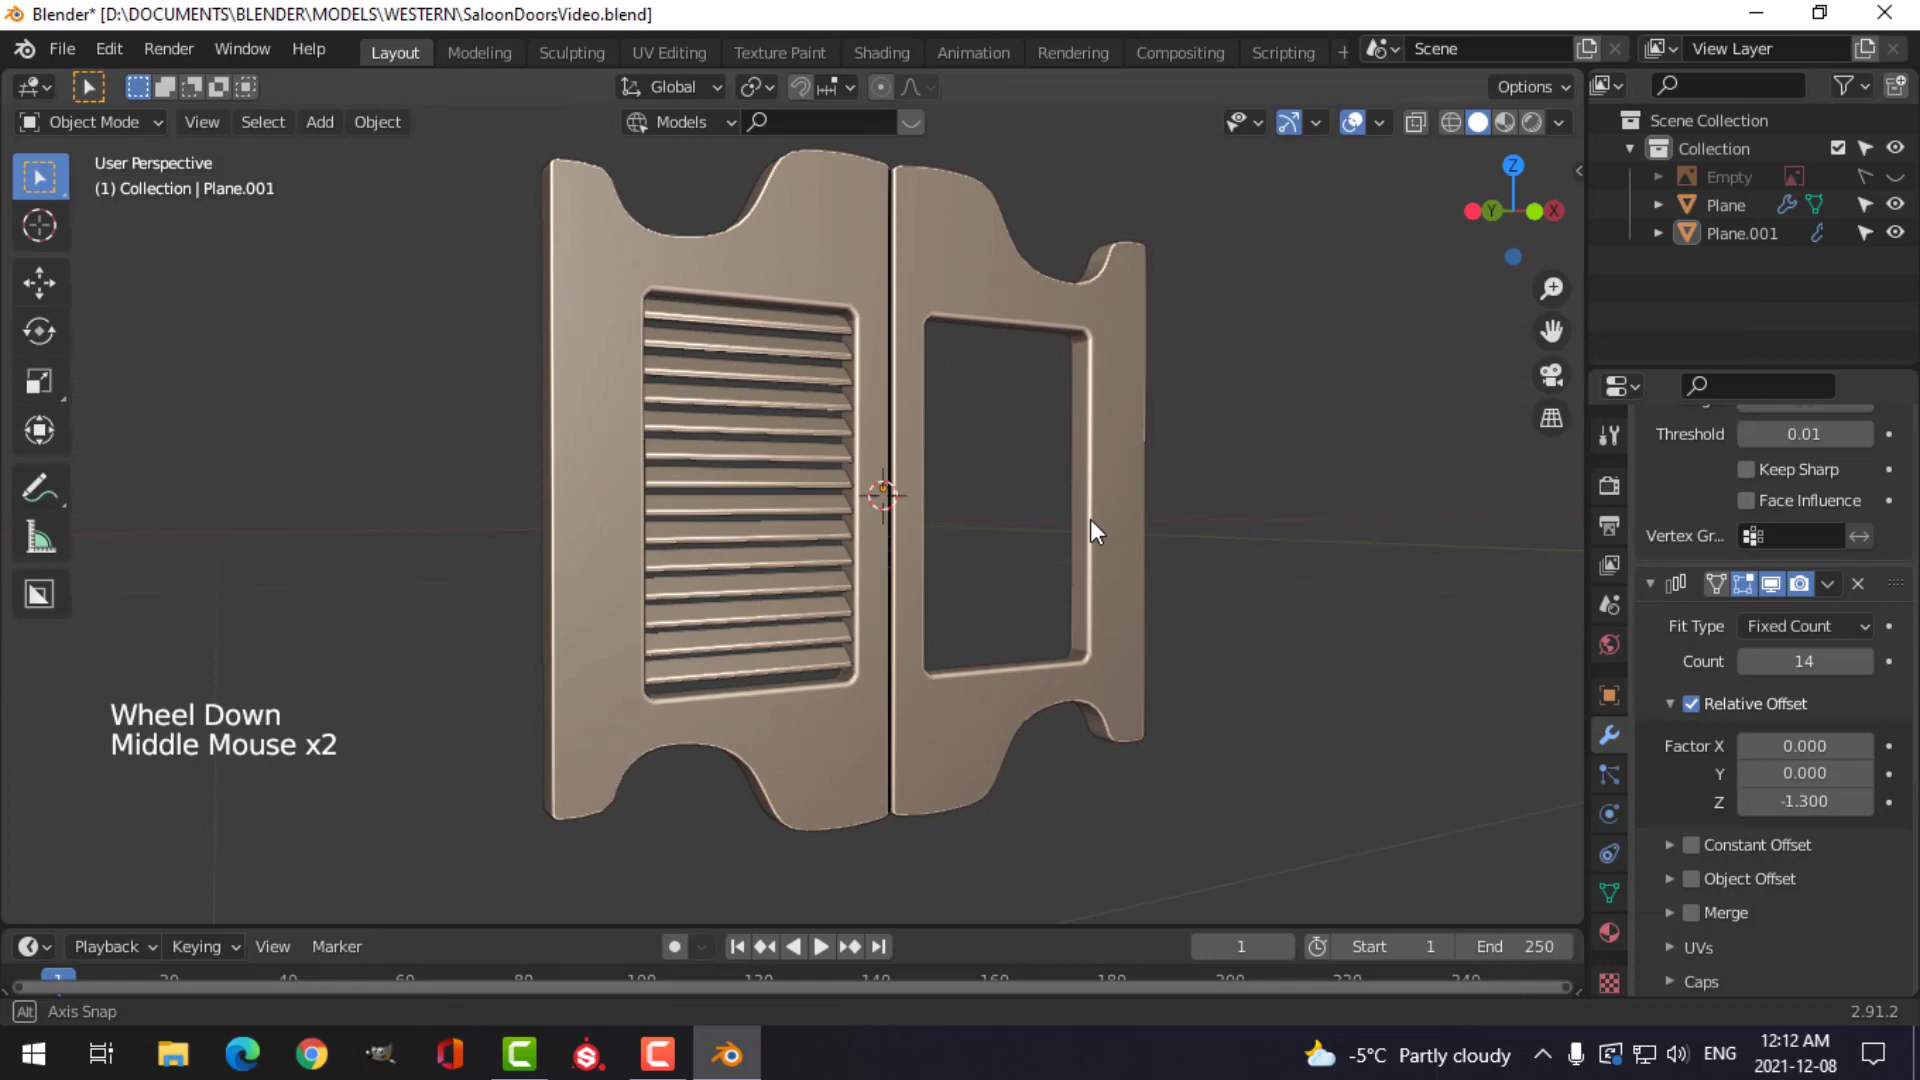 Blender* [D:\DOCUMENTS\BLENDER\MODELS\WESTERN\SaloonDoorsVideo.blend]
File Edit Render Window Help
Layout Modeling Sculpting UV Editing Texture Paint Shading Animation Rendering Compositing Scripting
Scene
View Layer
Global
Options
Object Mode View Select Add Object
Models
User Perspective
(1) Collection | Plane.001
Z
Y
X
Scene Collection
Collection
Empty
Plane
Plane.001
Threshold 0.01
Keep Sharp
Face Influence
Vertex Gr...
Fit Type Fixed Count
Count 14
Relative Offset
Factor X 0.000
Y 0.000
Z -1.300
Constant Offset
Object Offset
Merge
UVs
Caps
Wheel Down
Middle Mouse x2
Playback Keying View Marker
1
Start 1
End 250
1
Alt Axis Snap
2.91.2
-5°C Partly cloudy
ENG
12:12 AM
2021-12-08